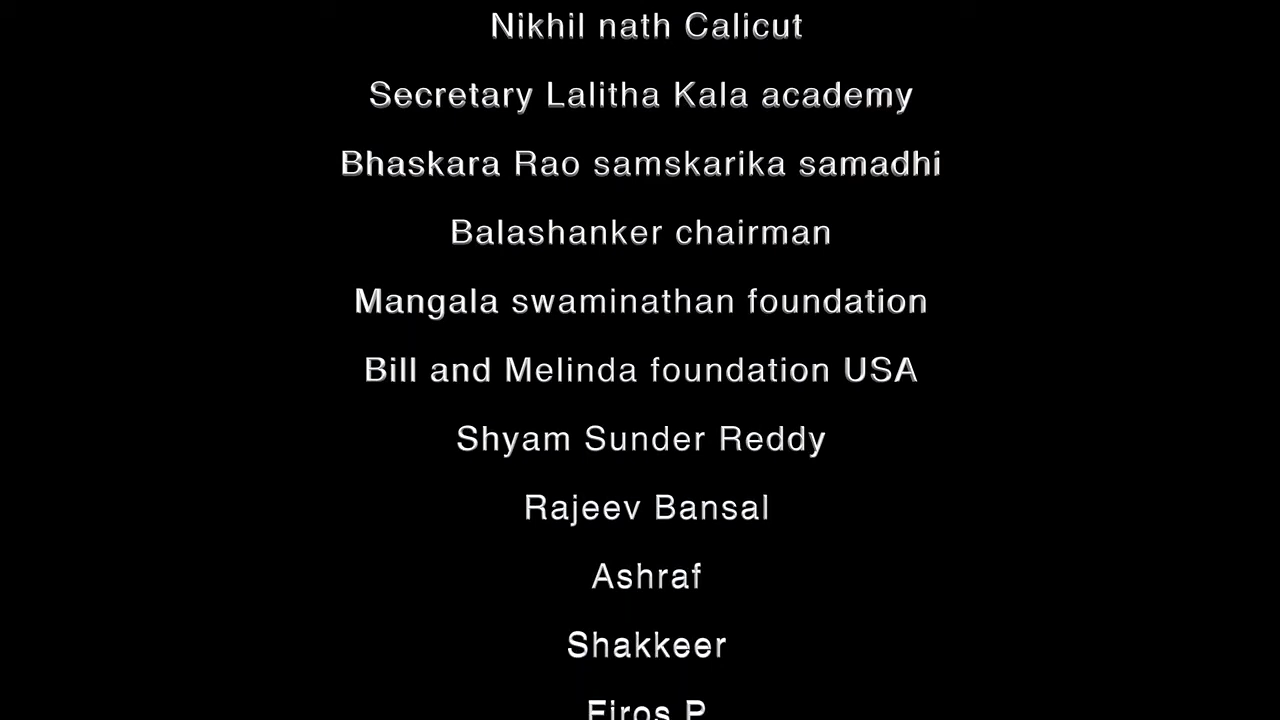 Nikhil nath Calicut
Secretary Lalitha Kala academy
Bhaskara Rao samskarika samadhi
Balashanker chairman
Mangala swaminathan foundation
Bill and Melinda foundation USA
Shyam Sunder Reddy
Rajeev Bansal
Ashraf
Shakkeer
Firos P